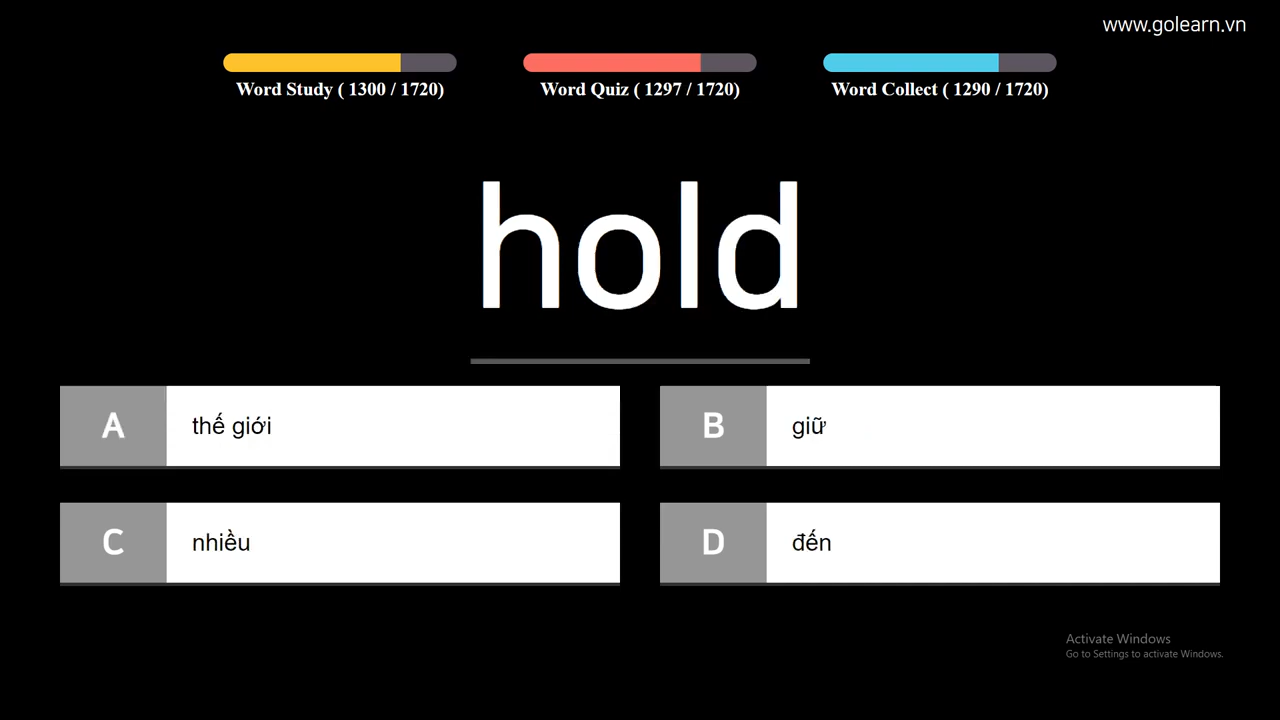 www.golearn.vn
Word Study ( 1300 / 1720)
Word Quiz ( 1297 / 1720)
Word Collect ( 1290 / 1720)
hold
A thế giới
B giữ
C nhiều
D đến
Activate Windows
Go to Settings to activate Windows.